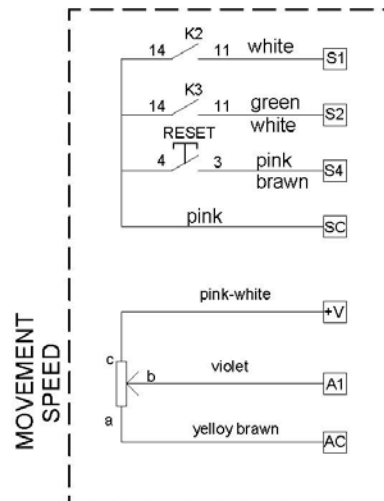 K2
14 11 white S1
K3
14 11 green
white S2
RESET
4 3 pink
brawn S4
pink SC
pink-white +V
c
b violet A1
a
yelloy brawn AC
MOVEMENT
SPEED